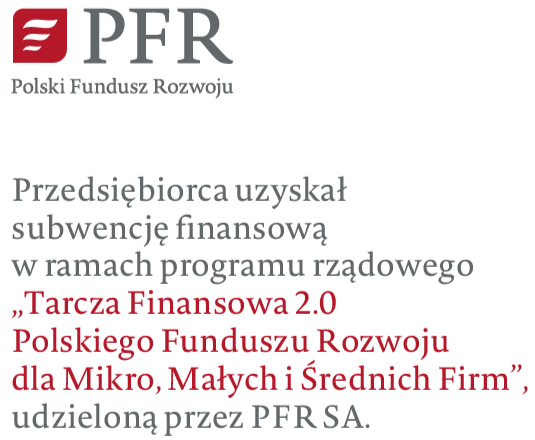 PFR
Polski Fundusz Rozwoju
Przedsiębiorca uzyskał
subwencję finansową
w ramach programu rządowego
„Tarcza Finansowa 2.0
Polskiego Funduszu Rozwoju
dla Mikro, Małych i Średnich Firm”,
udzieloną przez PFR SA.